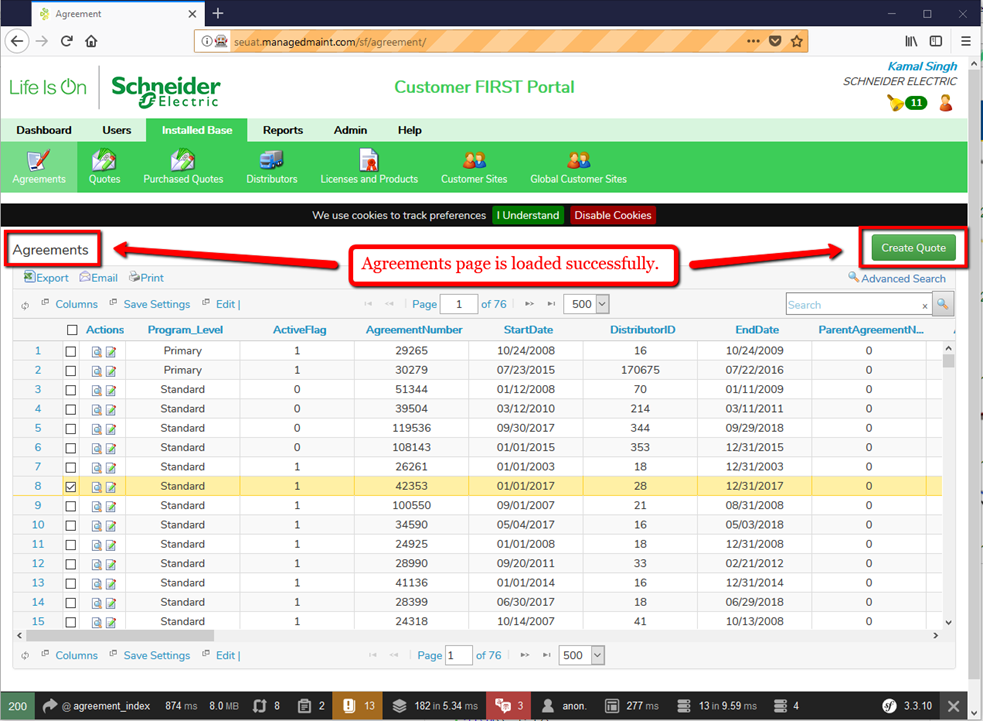 Agreement
seuat.managedmaint.com/sf/agreement/
Life Is On
Schneider Electric
Customer FIRST Portal
Kamal Singh
SCHNEIDER ELECTRIC
11
Dashboard Users Installed Base Reports Admin Help
Agreements Quotes Purchased Quotes Distributors Licenses and Products Customer Sites Global Customer Sites
We use cookies to track preferences I Understand Disable Cookies
Agreements
Agreements page is loaded successfully.
Create Quote
Export Email Print
Advanced Search
Columns Save Settings Edit | Page 1 of 76 500 Search x
Actions Program_Level ActiveFlag AgreementNumber StartDate DistributorID EndDate ParentAgreementN...
1 Primary 1 29265 10/24/2008 16 10/24/2009 0
2 Primary 1 30279 07/23/2015 170675 07/22/2016 0
3 Standard 0 51344 01/12/2008 70 01/11/2009 0
4 Standard 0 39504 03/12/2010 214 03/11/2011 0
5 Standard 0 119536 09/30/2017 344 09/29/2018 0
6 Standard 0 108143 01/01/2015 353 12/31/2015 0
7 Standard 1 26261 01/01/2003 18 12/31/2003 0
8 Standard 1 42353 01/01/2017 28 12/31/2017 0
9 Standard 1 100550 09/01/2007 21 08/31/2008 0
10 Standard 1 34590 05/04/2017 16 05/03/2018 0
11 Standard 1 24925 01/01/2008 18 12/31/2008 0
12 Standard 1 28990 09/20/2011 33 02/21/2012 0
13 Standard 1 41136 01/01/2014 16 12/31/2014 0
14 Standard 1 28399 06/30/2017 18 06/29/2018 0
15 Standard 1 24318 10/14/2007 41 10/13/2008 0
Columns Save Settings Edit | Page 1 of 76 500
200 @ agreement_index 874 ms 8.0 MB 8 2 13 182 in 5.34 ms 3 anon. 277 ms 13 in 9.59 ms 4 sf 3.3.10